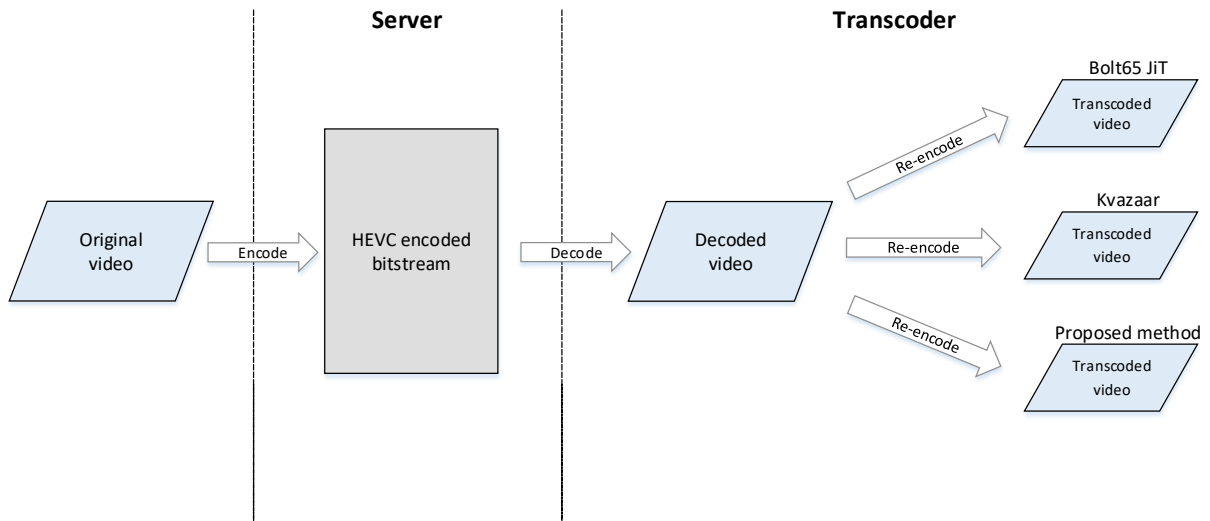 Server
Transcoder
Original
video
Encode
HEVC encoded
bitstream
Decode
Decoded
video
Re-encode
Bolt65 JiT
Transcoded
video
Re-encode
Kvazaar
Transcoded
video
Re-encode
Proposed method
Transcoded
video